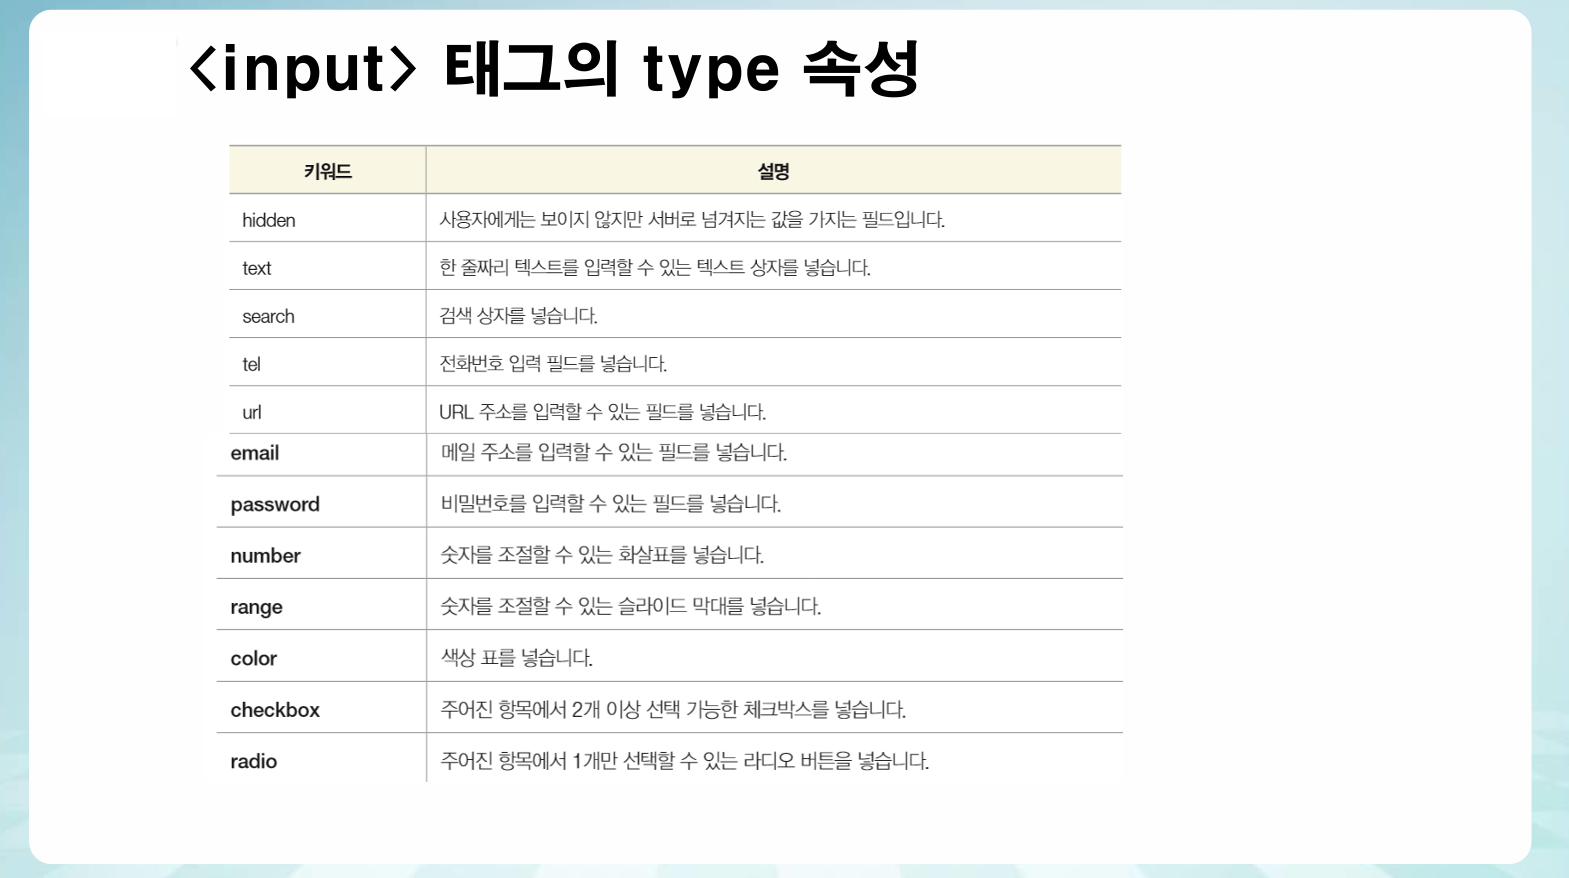 <input> 태그의 type 속성
키워드 설명
hidden 사용자에게는 보이지 않지만 서버로 넘겨지는 값을 가지는 필드입니다.
text 한 줄짜리 텍스트를 입력할 수 있는 텍스트 상자를 넣습니다.
search 검색 상자를 넣습니다.
tel 전화번호 입력 필드를 넣습니다.
url URL 주소를 입력할 수 있는 필드를 넣습니다.
email 메일 주소를 입력할 수 있는 필드를 넣습니다.
password 비밀번호를 입력할 수 있는 필드를 넣습니다.
number 숫자를 조절할 수 있는 화살표를 넣습니다.
range 숫자를 조절할 수 있는 슬라이드 막대를 넣습니다.
color 색상 표를 넣습니다.
checkbox 주어진 항목에서 2개 이상 선택 가능한 체크박스를 넣습니다.
radio 주어진 항목에서 1개만 선택할 수 있는 라디오 버튼을 넣습니다.